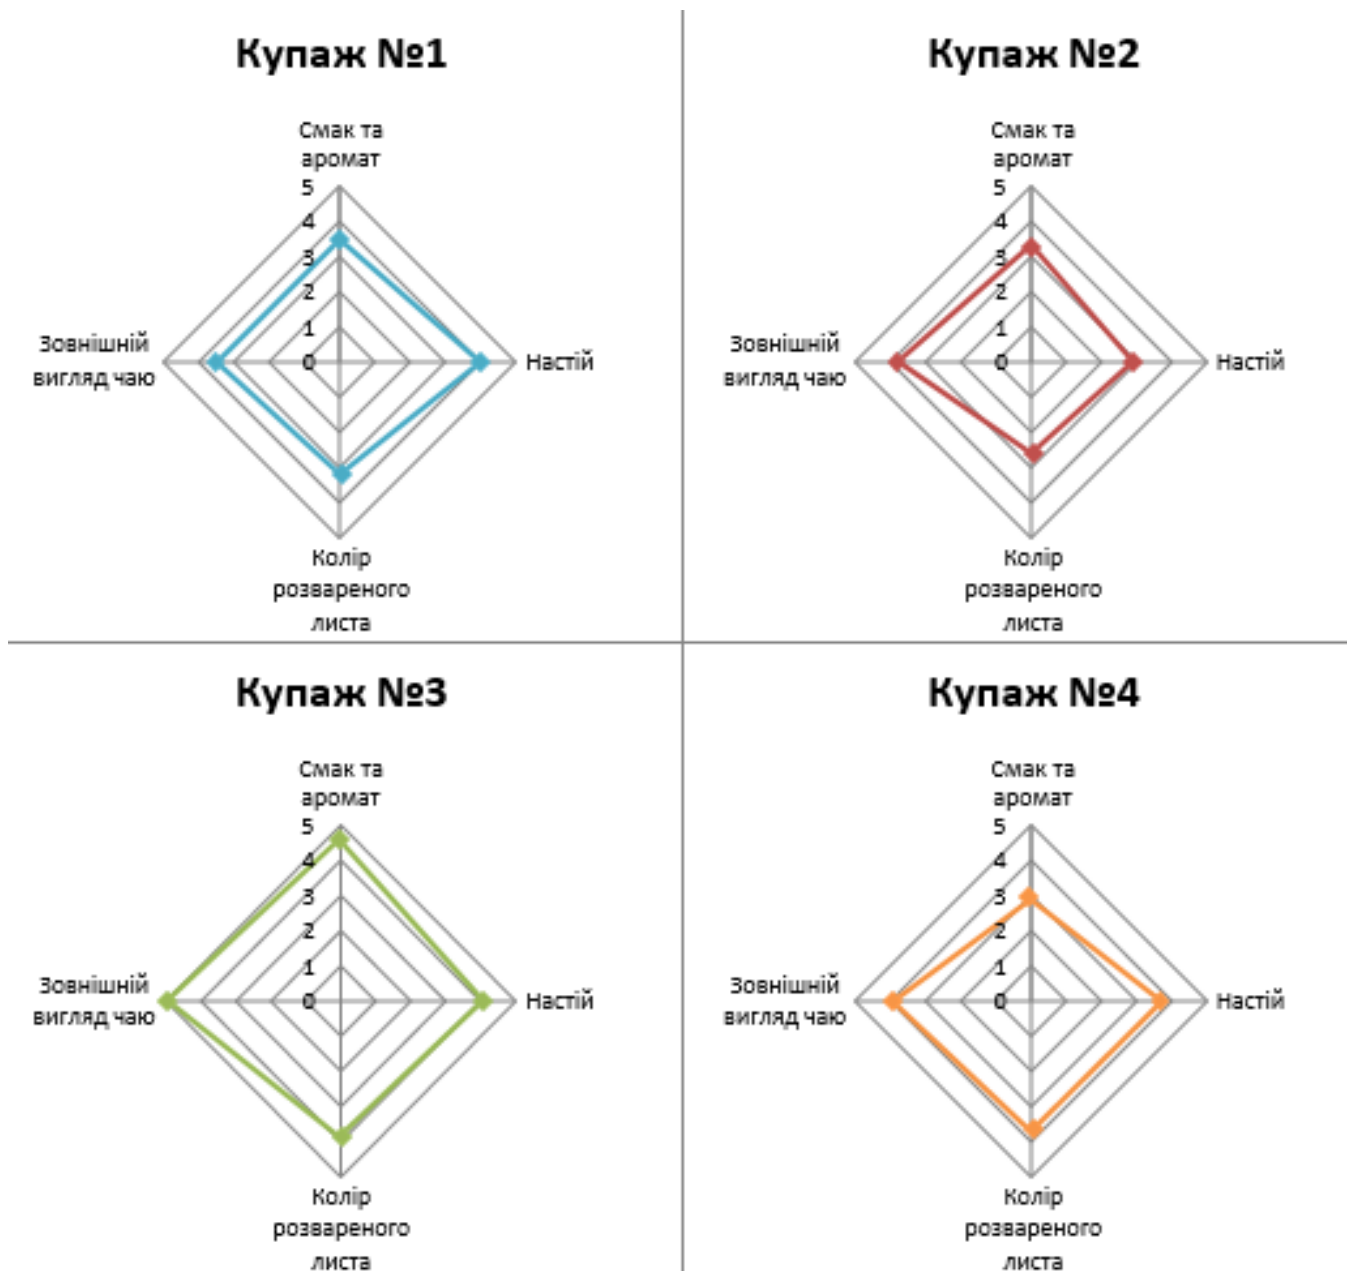 Купаж №1
Смак та
аромат
5
4
3
2
1
0
Зовнішній
вигляд чаю
Настій
Колір
розвареного
листа
Купаж №2
Смак та
аромат
5
4
3
2
1
0
Зовнішній
вигляд чаю
Настій
Колір
розвареного
листа
Купаж №3
Смак та
аромат
5
4
3
2
1
0
Зовнішній
вигляд чаю
Настій
Колір
розвареного
листа
Купаж №4
Смак та
аромат
5
4
3
2
1
0
Зовнішній
вигляд чаю
Настій
Колір
розвареного
листа